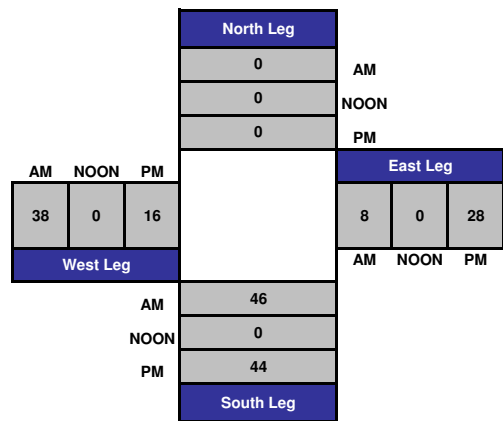 North Leg
0
AM
0
NOON
0
PM
AM NOON PM
East Leg
38 0 16
8 0 28
West Leg
AM NOON PM
AM
46
NOON
0
PM
44
South Leg